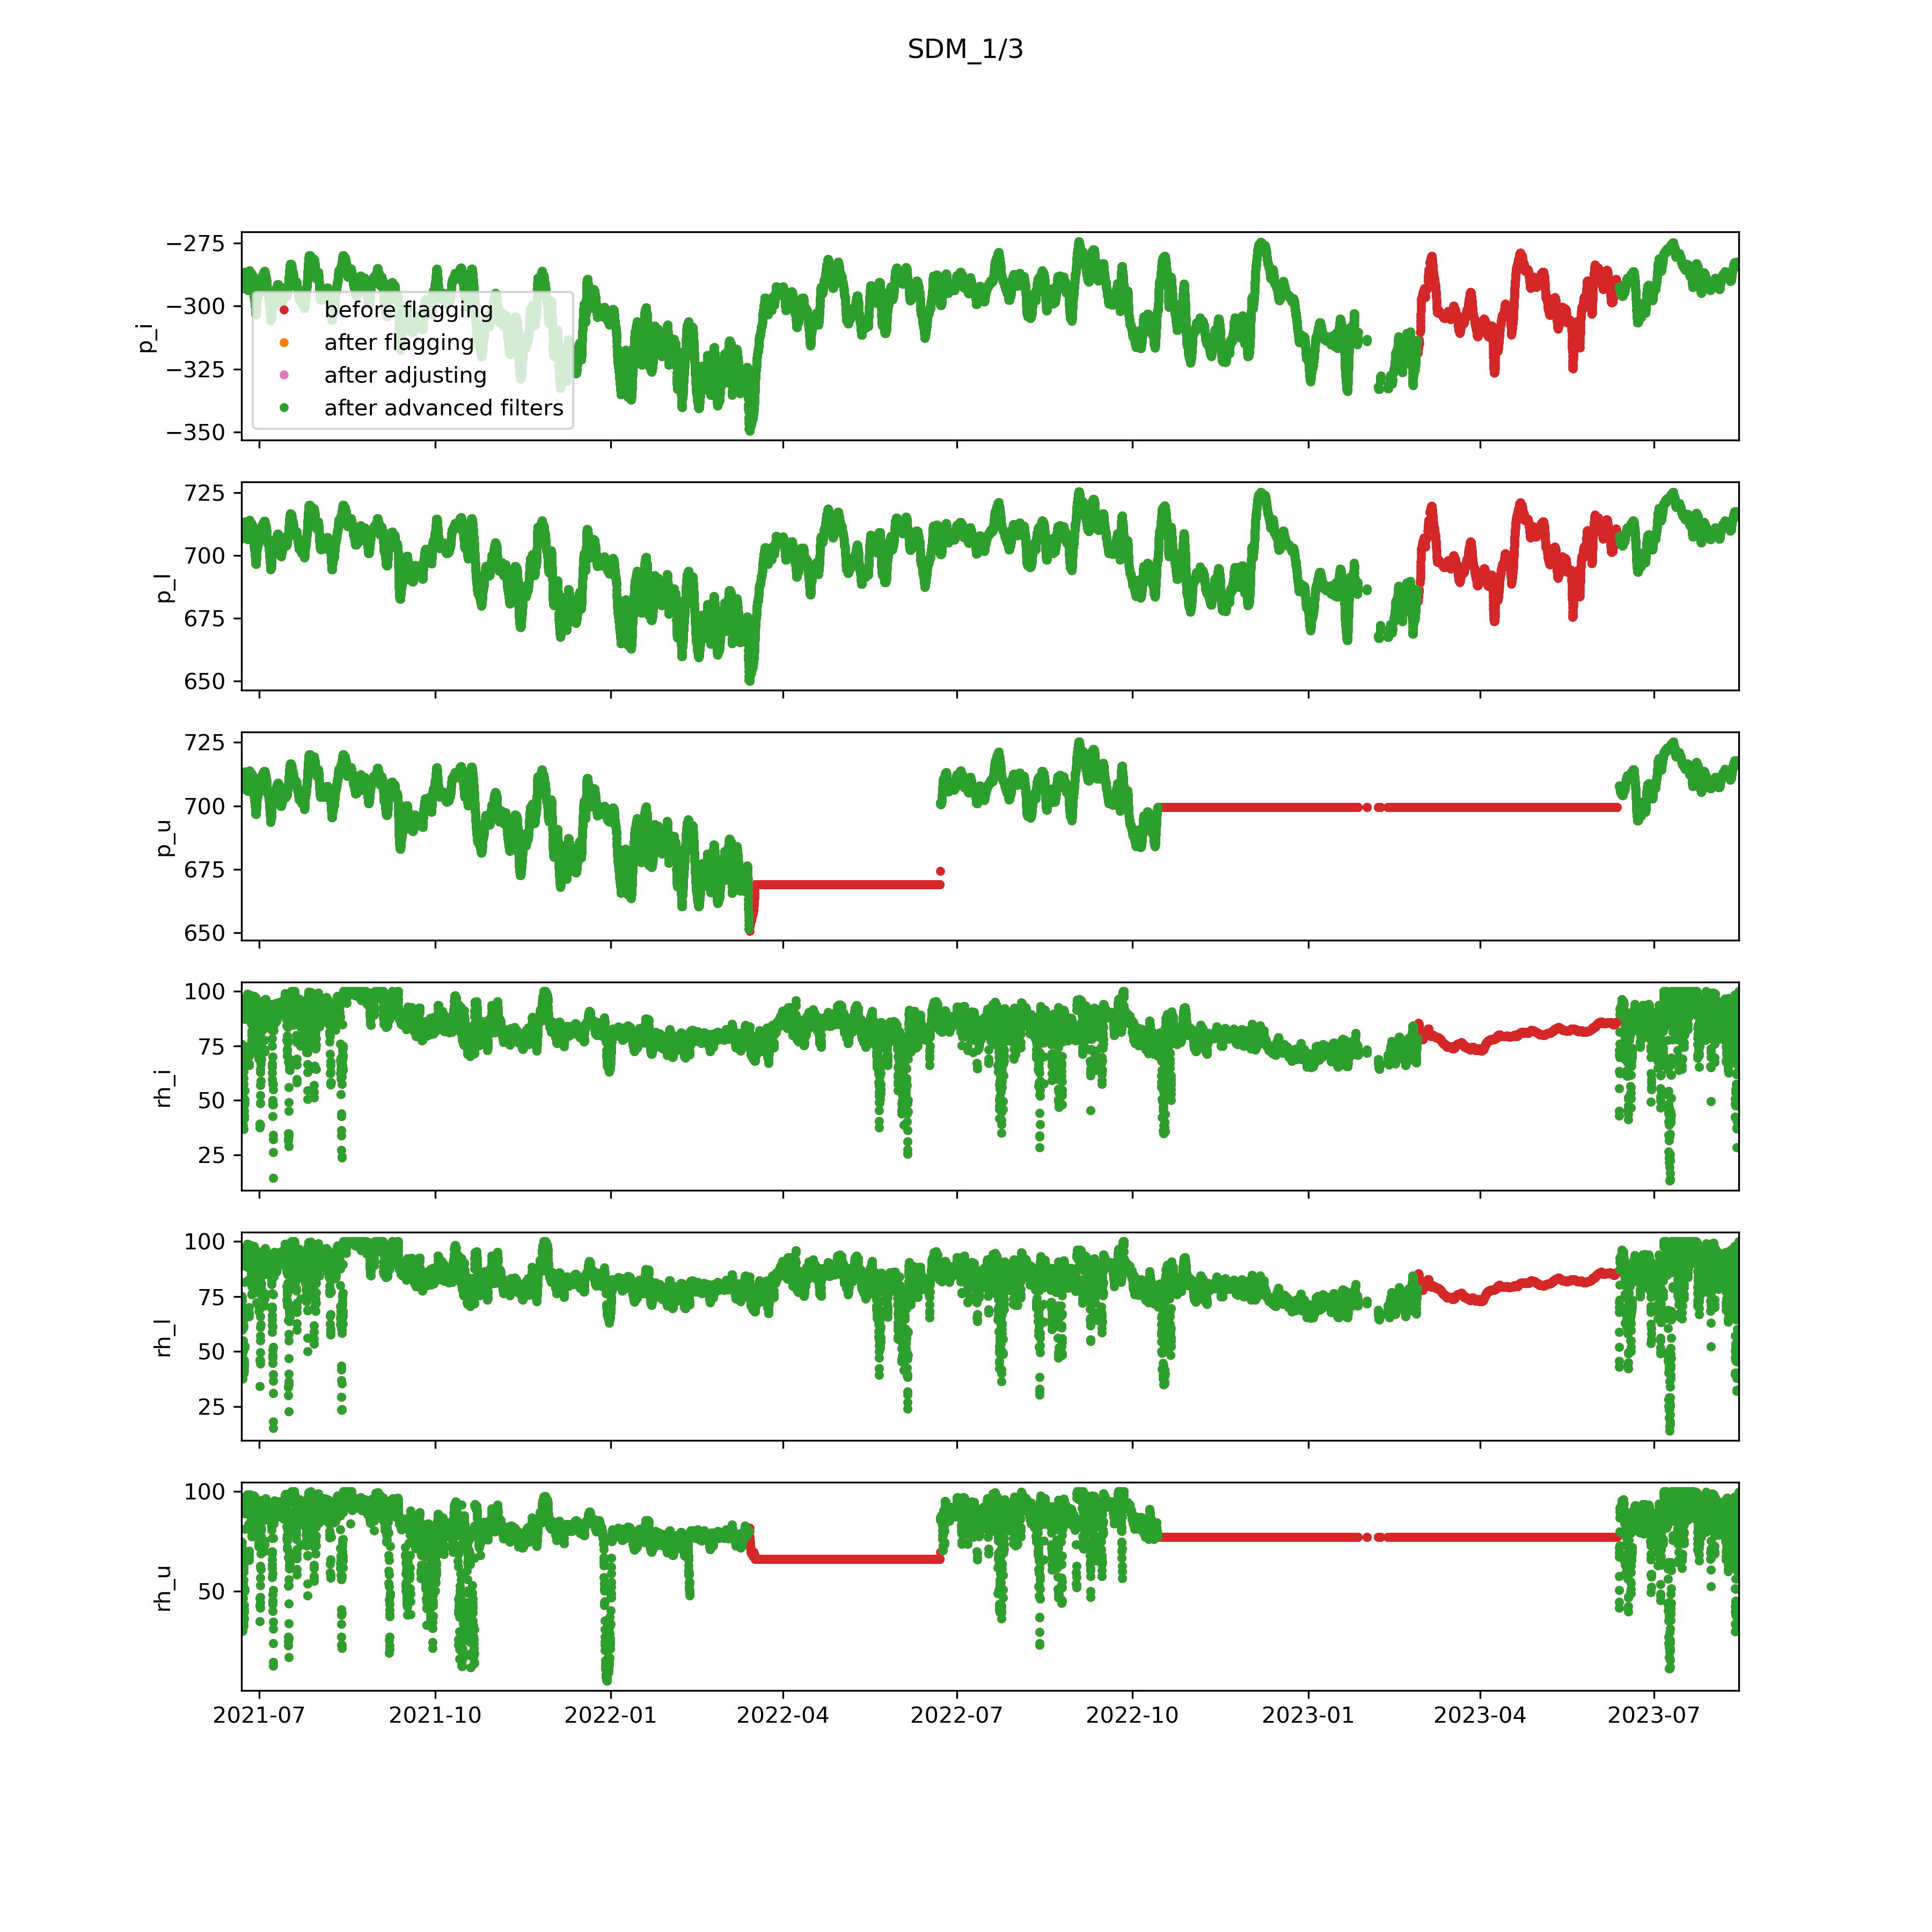 SDM_1/3
−275
−300
−325
−350
p_i
before flagging
after flagging
after adjusting
after advanced filters
725
700
675
650
p_l
725
700
675
650
p_u
100
75
50
25
rh_i
100
75
50
25
rh_l
100
50
rh_u
2021-07 2021-10 2022-01 2022-04 2022-07 2022-10 2023-01 2023-04 2023-07